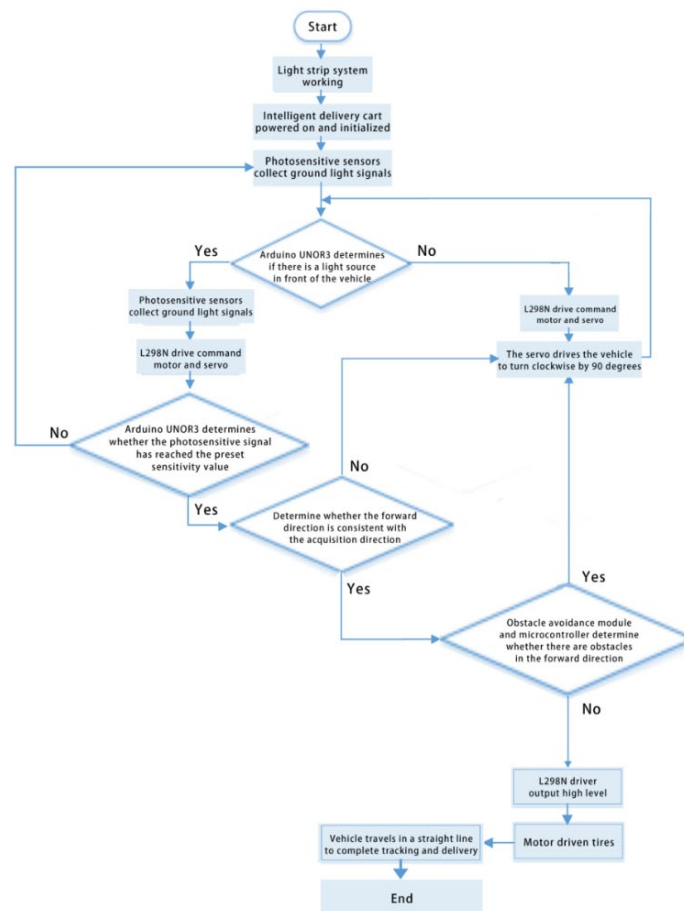 Start
Light strip system
working
Intelligent delivery cart
powered on and initialized
Photosensitive sensors
collect ground light signals
Yes
Arduino UNOR3 determines
if there is a light source
in front of the vehicle
No
Photosensitive sensors
collect ground light signals
L298N drive command
motor and servo
L298N drive command
motor and servo
The servo drives the vehicle
to turn clockwise by 90 degrees
No
Arduino UNOR3 determines
whether the photosensitive signal
has reached the preset
sensitivity value
No
Yes
Determine whether the forward
direction is consistent with
the acquisition direction
Yes
Yes
Obstacle avoidance module
and microcontroller determine
whether there are obstacles
in the forward direction
No
L298N driver
output high level
Vehicle travels in a straight line
to complete tracking and delivery
Motor driven tires
End